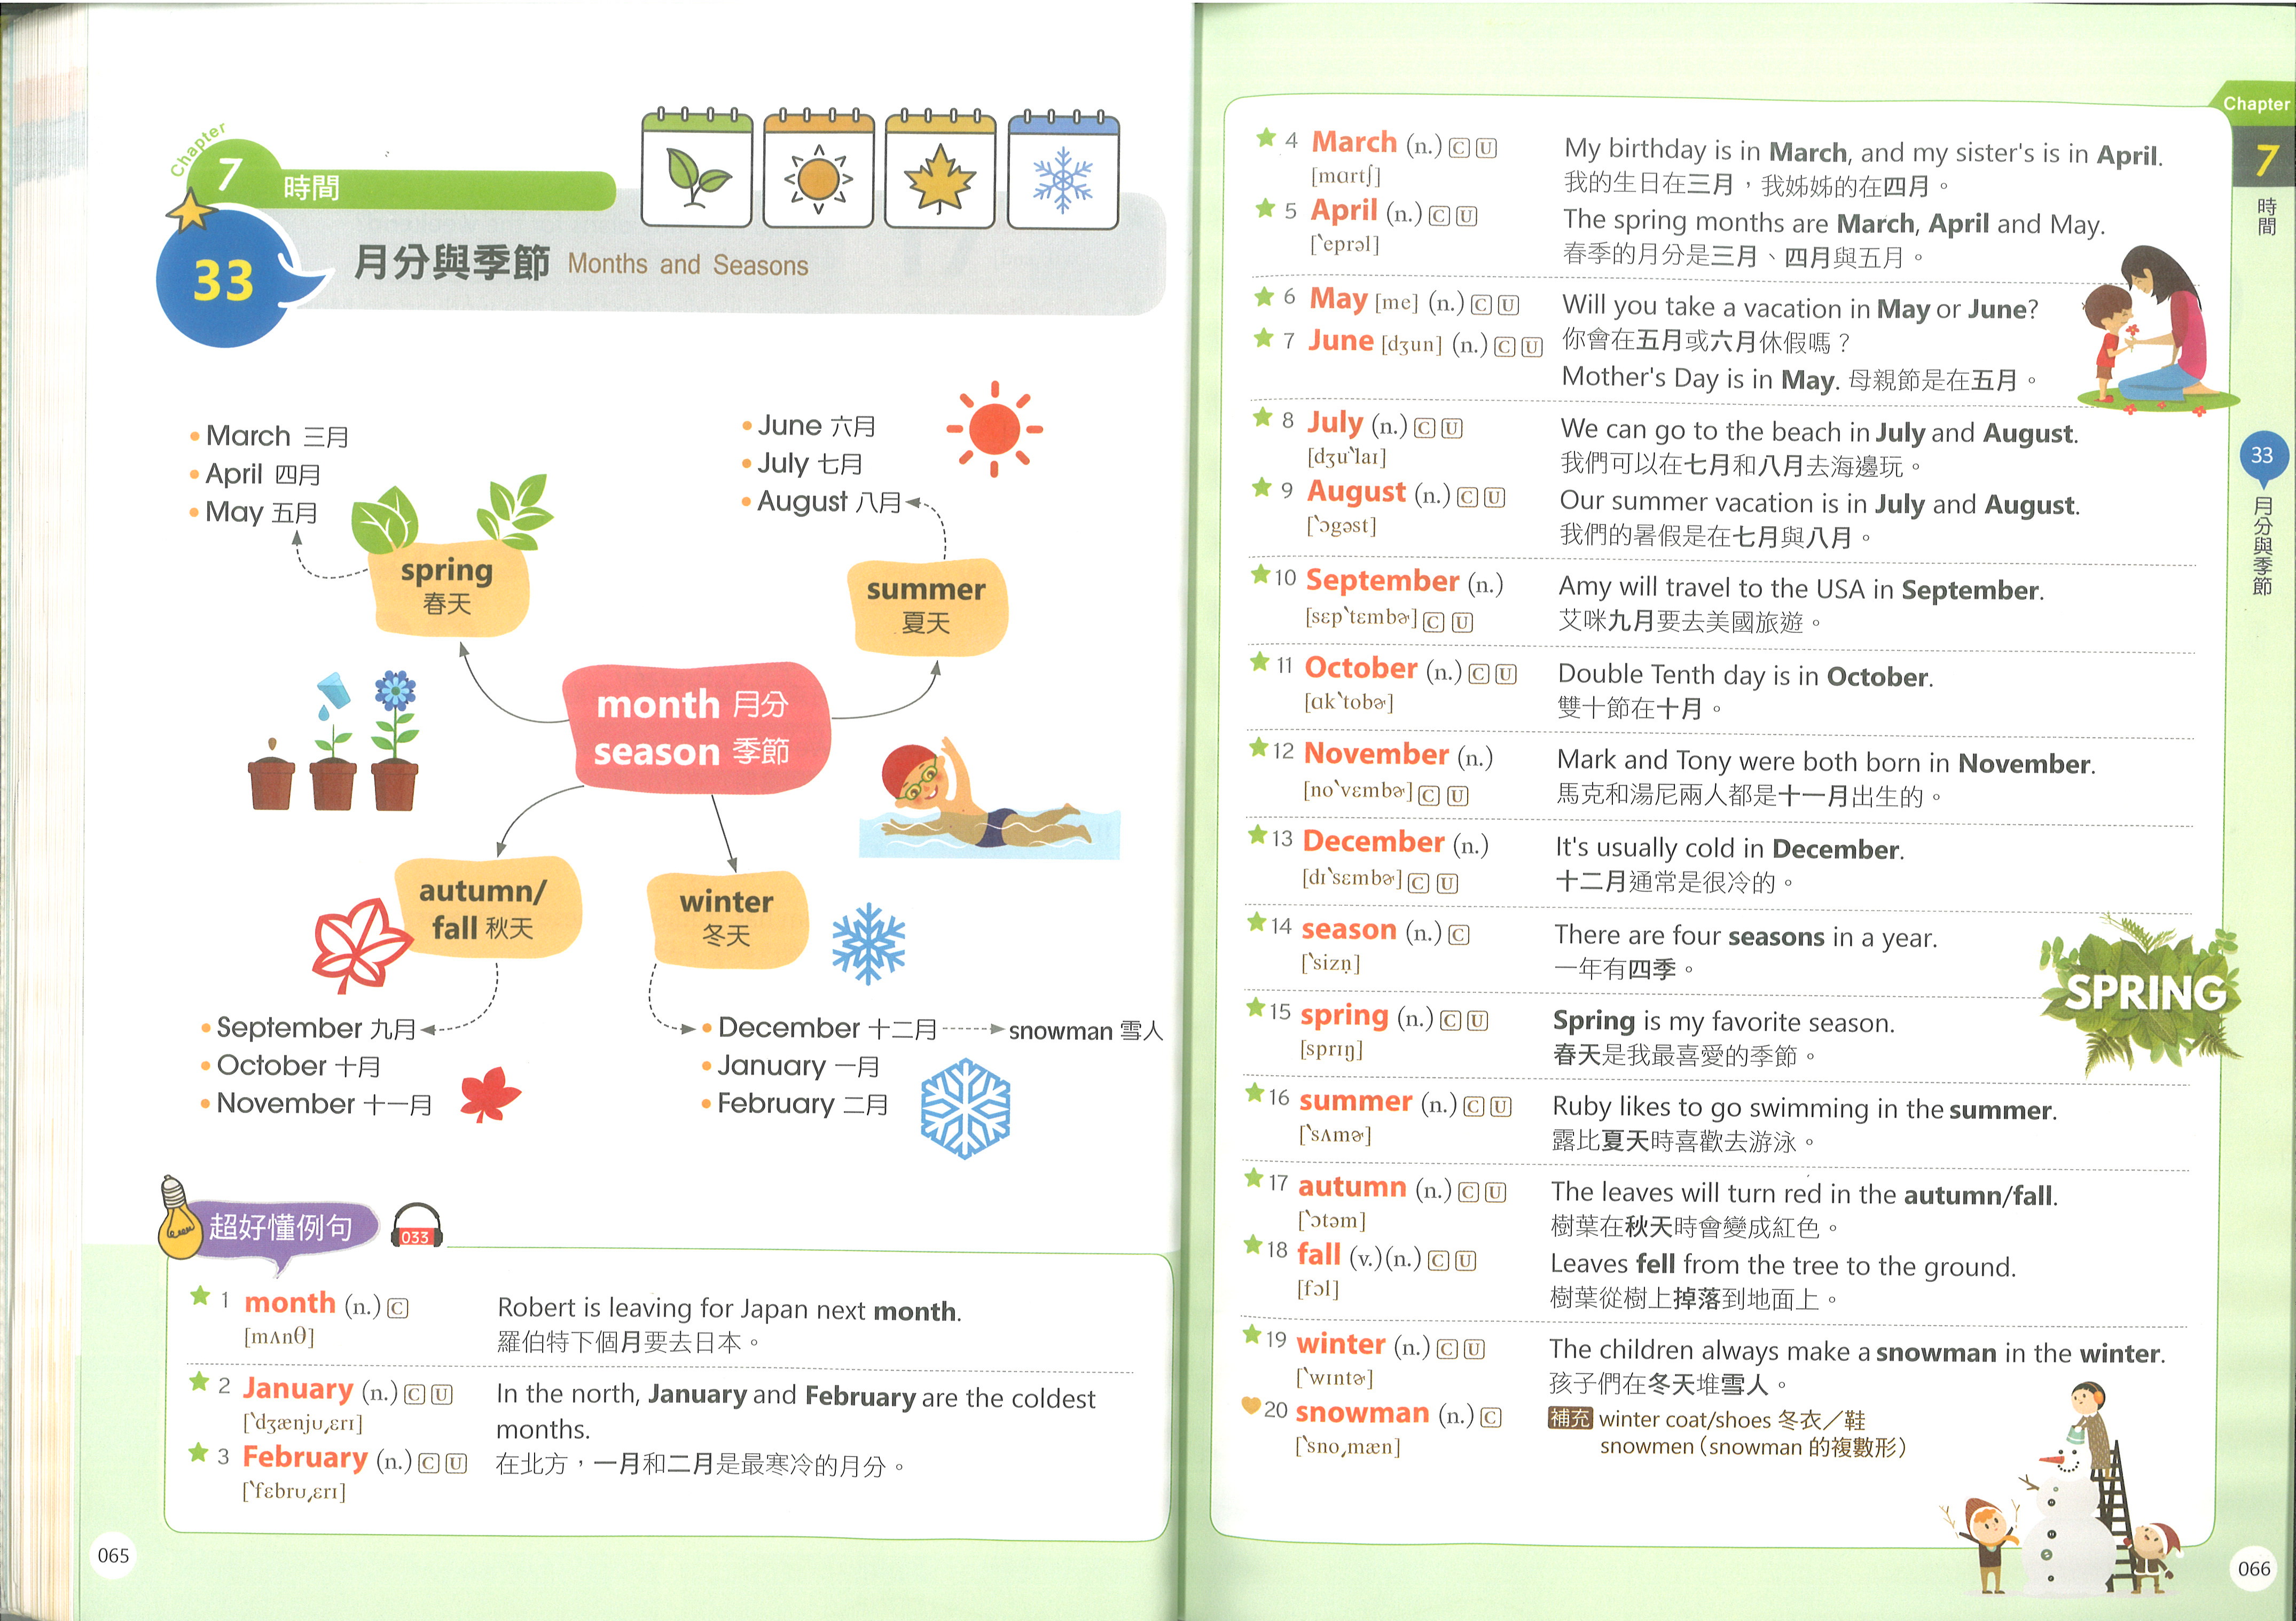 Chapter
7 時間
33
月分與季節 Months and Seasons
• March 三月
• April 四月
• May 五月
spring
春天
• June 六月
• July 七月
• August 八月
summer
夏天
month 月分
season 季節
autumn/
fall 秋天
• September 九月
• October 十月
• November 十一月
winter
冬天
• December 十二月
snowman 雪人
• January 一月
• February 二月
超好懂例句
033
1 month (n.) C
[mʌnθ]
Robert is leaving for Japan next month.
羅伯特下個月要去日本。
2 January (n.) C U
[ˋdʒænjʊˏɛrɪ]
3 February (n.) C U
[ˋfɛbrʊˏɛrɪ]
In the north, January and February are the coldest
months.
在北方，一月和二月是最寒冷的月分。
065
4 March (n.) C U
[mɑrtʃ]
My birthday is in March, and my sister's is in April.
我的生日在三月，我姊姊的在四月。
5 April (n.) C U
[ˋeprəl]
The spring months are March, April and May.
春季的月分是三月、四月與五月。
6 May [me] (n.) C U
7 June [dʒun] (n.) C U
Will you take a vacation in May or June?
你會在五月或六月休假嗎？
Mother's Day is in May. 母親節是在五月。
8 July (n.) C U
[dʒuˋlaɪ]
We can go to the beach in July and August.
我們可以在七月和八月去海邊玩。
9 August (n.) C U
[ˋɔgəst]
Our summer vacation is in July and August.
我們的暑假是在七月與八月。
10 September (n.)
[sɛpˋtɛmbɚ] C U
Amy will travel to the USA in September.
艾咪九月要去美國旅遊。
11 October (n.) C U
[ɑkˋtobɚ]
Double Tenth day is in October.
雙十節在十月。
12 November (n.)
[noˋvɛmbɚ] C U
Mark and Tony were both born in November.
馬克和湯尼兩人都是十一月出生的。
13 December (n.)
[dɪˋsɛmbɚ] C U
It's usually cold in December.
十二月通常是很冷的。
14 season (n.) C
[ˋsizṇ]
There are four seasons in a year.
一年有四季。
15 spring (n.) C U
[sprɪŋ]
Spring is my favorite season.
春天是我最喜愛的季節。
SPRING
16 summer (n.) C U
[ˋsʌmɚ]
Ruby likes to go swimming in the summer.
露比夏天時喜歡去游泳。
17 autumn (n.) C U
[ˋɔtəm]
The leaves will turn red in the autumn/fall.
樹葉在秋天時會變成紅色。
18 fall (v.)(n.) C U
[fɔl]
Leaves fell from the tree to the ground.
樹葉從樹上掉落到地面上。
19 winter (n.) C U
[ˋwɪntɚ]
The children always make a snowman in the winter.
孩子們在冬天堆雪人。
20 snowman (n.) C
[ˋsnoˏmæn]
補充 winter coat/shoes 冬衣／鞋
snowmen（snowman 的複數形）
Chapter
7
時間
33
月分與季節
066